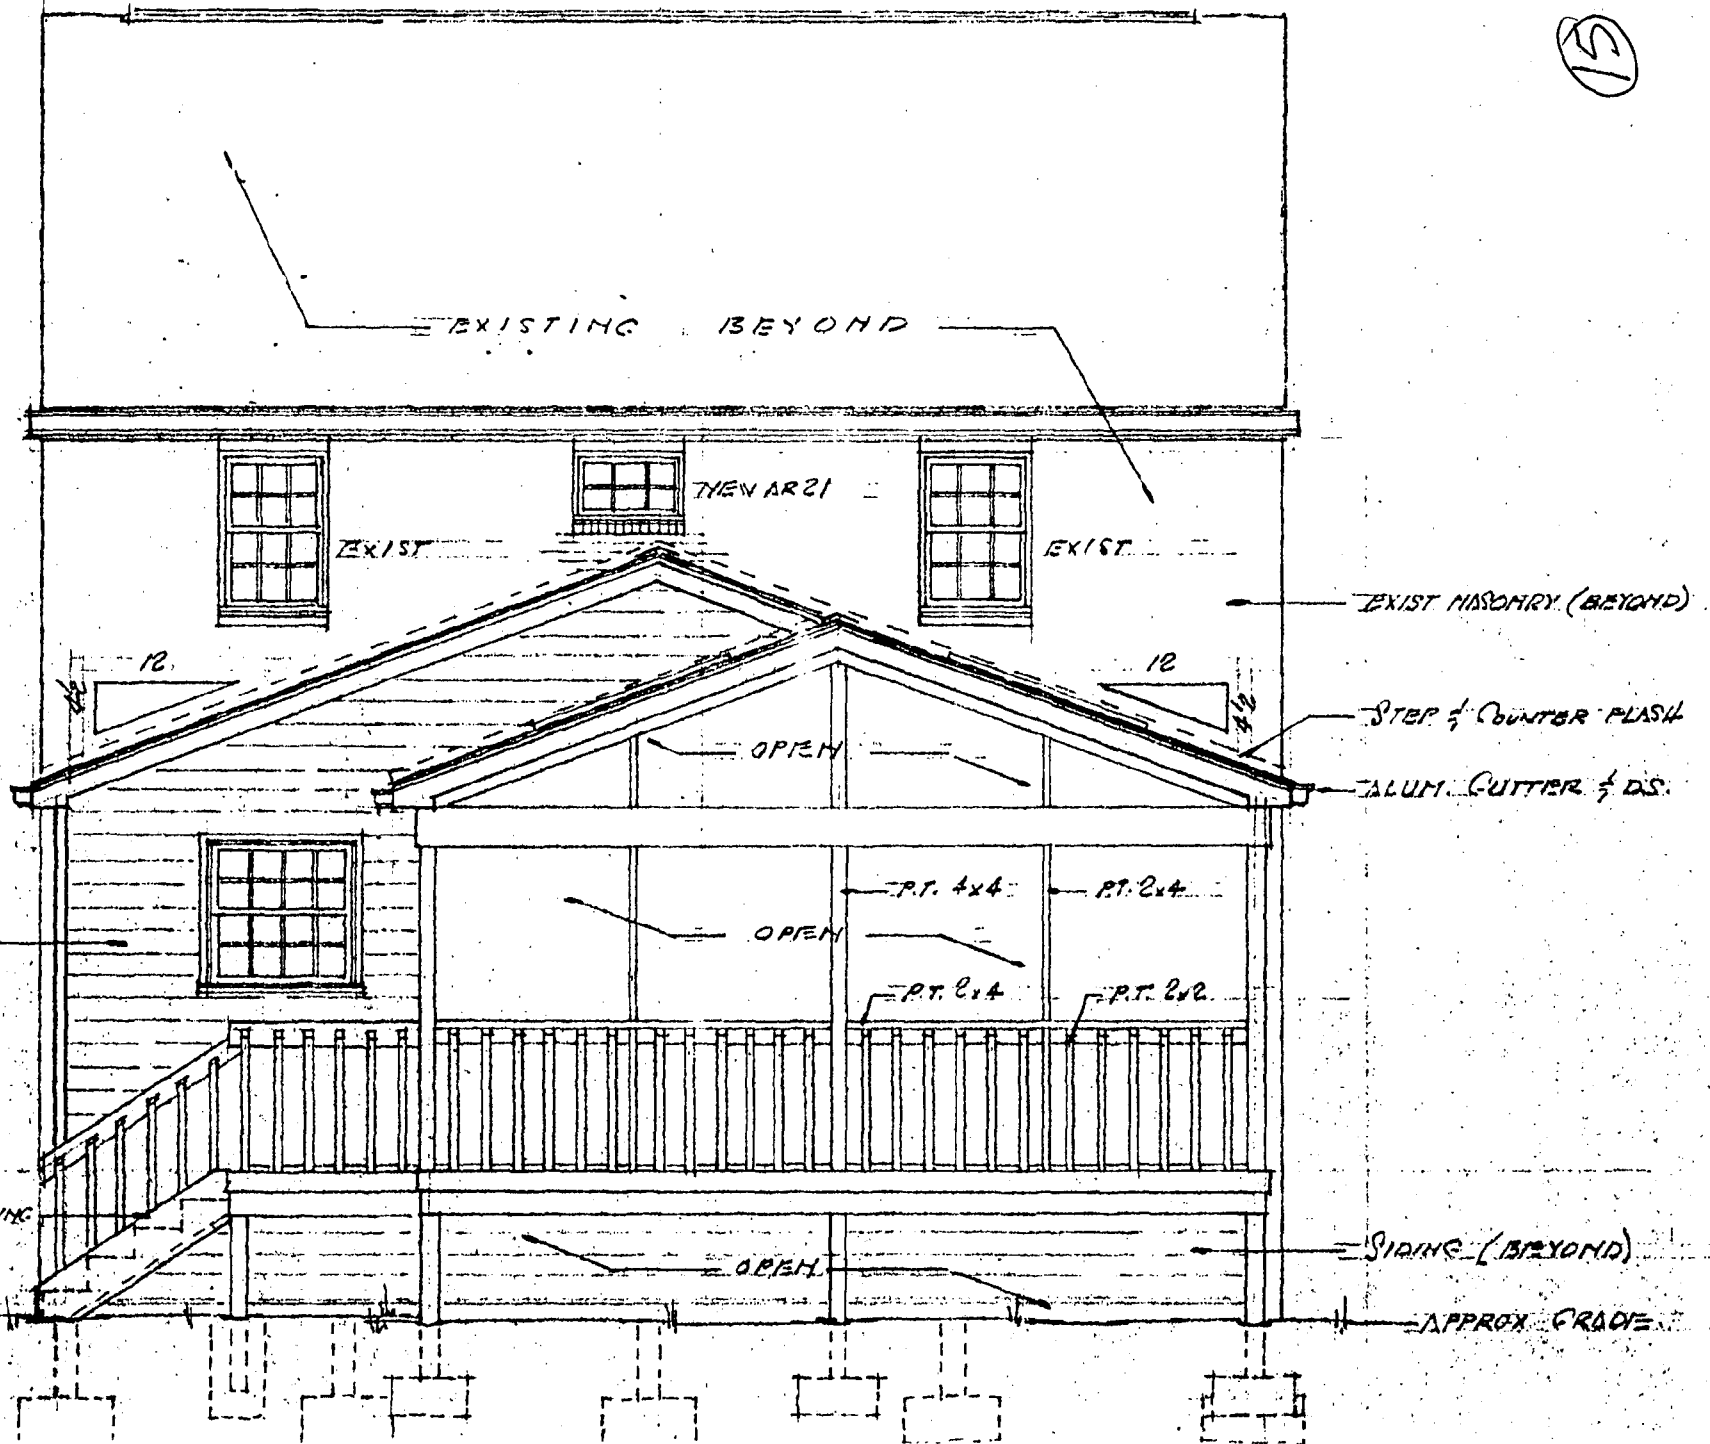 15
EXISTING BEYOND
NEW AR21
EXIST
EXIST
EXIST MASONRY (BEYOND)
12
4½
12
4½
STEP & COUNTER FLASH
OPEN
ALUM. GUTTER & DS.
P.T. 4x4
P.T. 2x4
OPEN
P.T. 2x4
P.T. 2x2
SIDING (BEYOND)
OPEN
APPROX GRADE